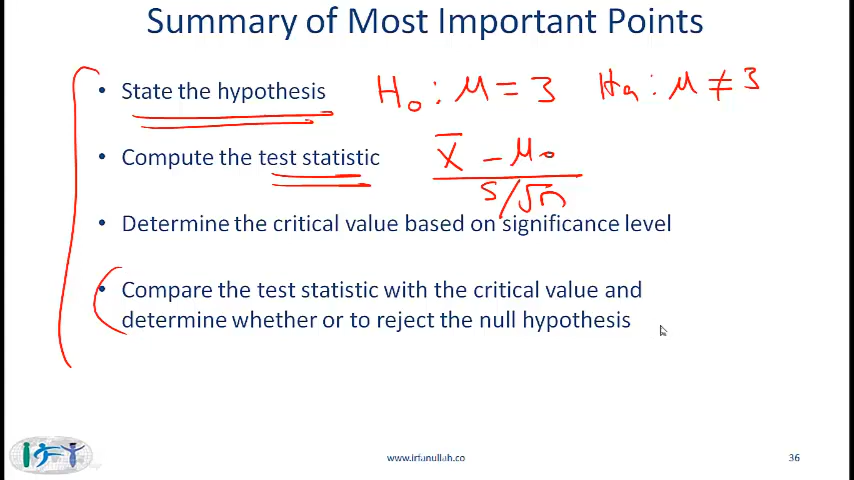 Summary of Most Important Points
• State the hypothesis H₀ : μ = 3 Hₐ : μ ≠ 3
• Compute the test statistic X̄ - μ₀
S/√n
• Determine the critical value based on significance level
• Compare the test statistic with the critical value and
determine whether or to reject the null hypothesis
www.irfanullah.co 36